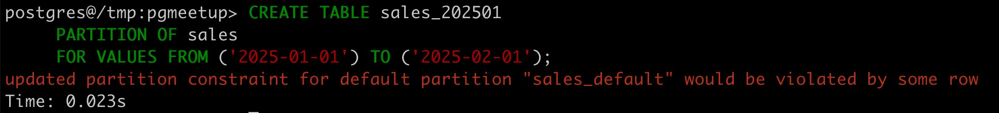 postgres@/tmp:pgmeetup> CREATE TABLE sales_202501
     PARTITION OF sales
     FOR VALUES FROM ('2025-01-01') TO ('2025-02-01');
updated partition constraint for default partition "sales_default" would be violated by some row
Time: 0.023s